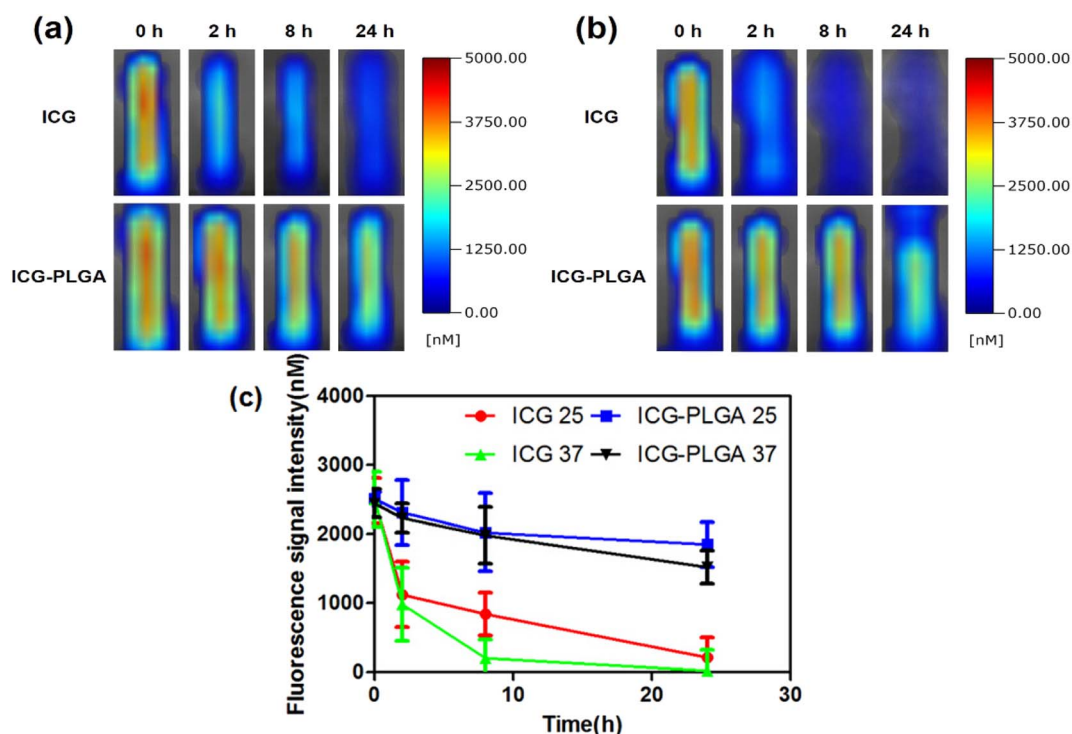 (a)
0 h 2 h 8 h 24 h
ICG
ICG-PLGA
5000.00
3750.00
2500.00
1250.00
0.00
[nM]
(b)
0 h 2 h 8 h 24 h
ICG
ICG-PLGA
5000.00
3750.00
2500.00
1250.00
0.00
[nM]
(c)
Fluorescence signal intensity(nM)
4000
3000
2000
1000
0
ICG 25 ICG-PLGA 25
ICG 37 ICG-PLGA 37
0 10 20 30
Time(h)